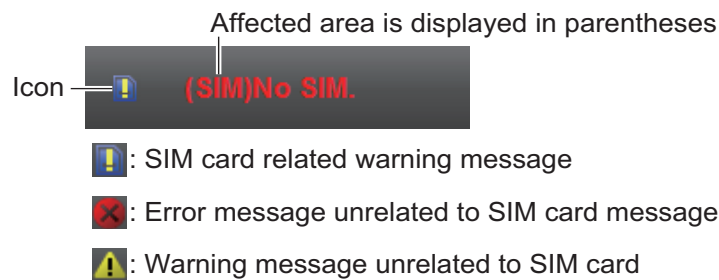 Affected area is displayed in parentheses
Icon
(SIM)No SIM.
: SIM card related warning message
: Error message unrelated to SIM card message
: Warning message unrelated to SIM card